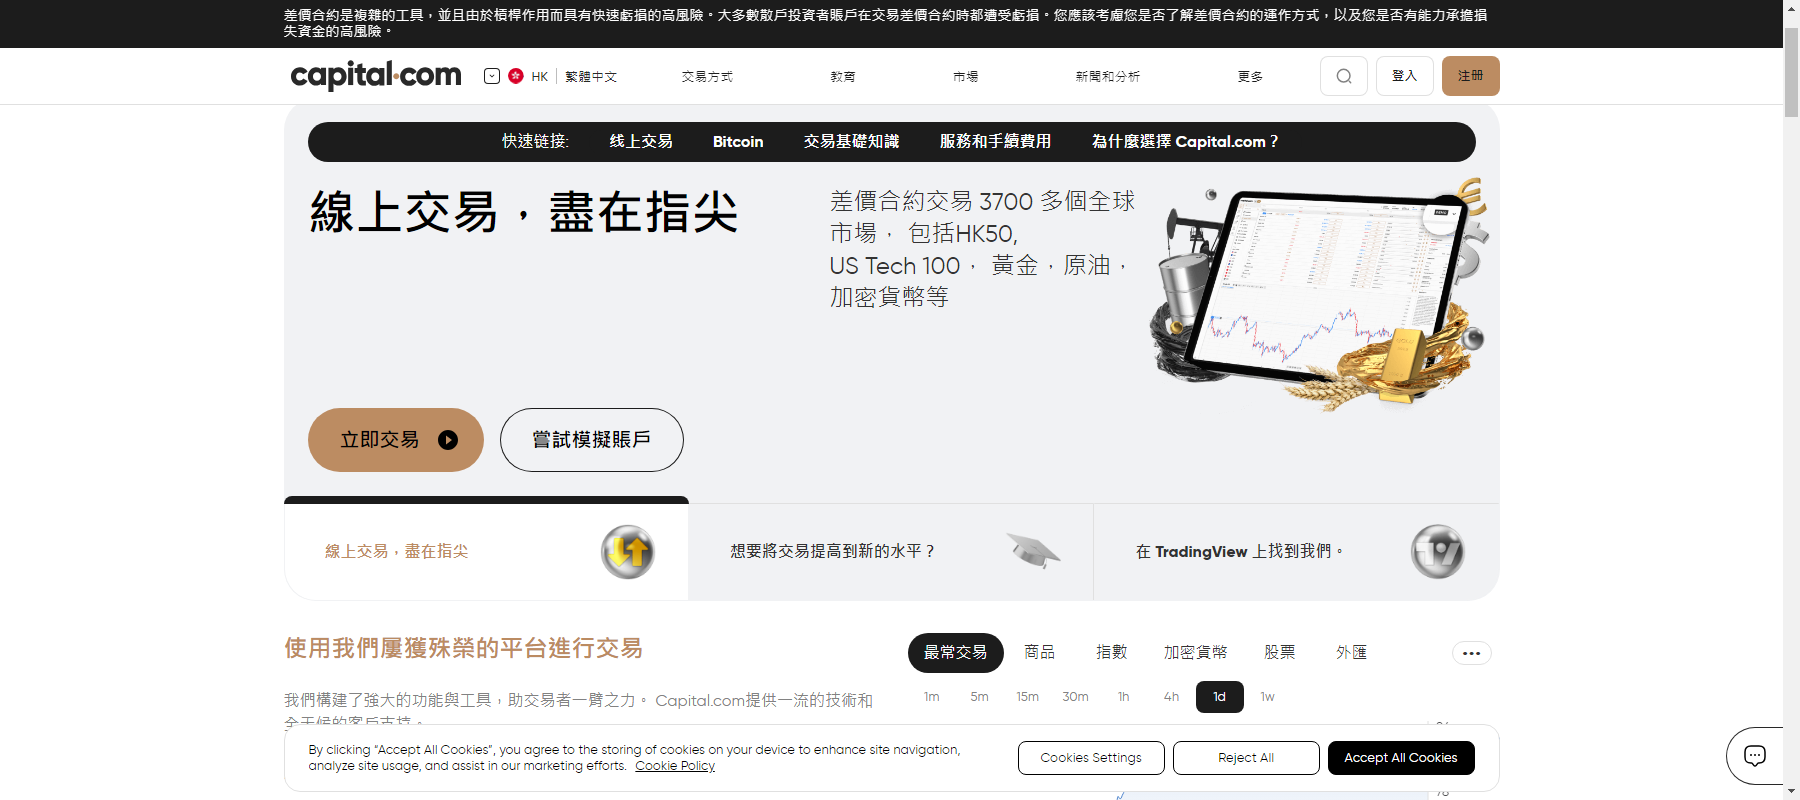 差價合約是複雜的工具，並且由於槓桿作用而具有快速虧損的高風險。大多數散戶投資者賬戶在交易差價合約時都遭受虧損。您應該考慮您是否了解差價合約的運作方式，以及您是否有能力承擔損
失資金的高風險。
capital.com
HK 繁體中文 交易方式 教育 市場 新聞和分析 更多 登入 注册
快速链接: 线上交易 Bitcoin 交易基礎知識 服務和手續費用 為什麼選擇 Capital.com？
線上交易，盡在指尖
差價合約交易 3700 多個全球
市場， 包括HK50,
US Tech 100， 黃金，原油，
加密貨幣等
立即交易 嘗試模擬賬戶
線上交易，盡在指尖
想要將交易提高到新的水平？
在 TradingView 上找到我們。
使用我們屢獲殊榮的平台進行交易
最常交易 商品 指數 加密貨幣 股票 外匯
1m 5m 15m 30m 1h 4h 1d 1w
我們構建了強大的功能與工具，助交易者一臂之力。 Capital.com提供一流的技術和
全天候的客戶支持。
By clicking “Accept All Cookies”, you agree to the storing of cookies on your device to enhance site navigation,
analyze site usage, and assist in our marketing efforts. Cookie Policy
Cookies Settings Reject All Accept All Cookies